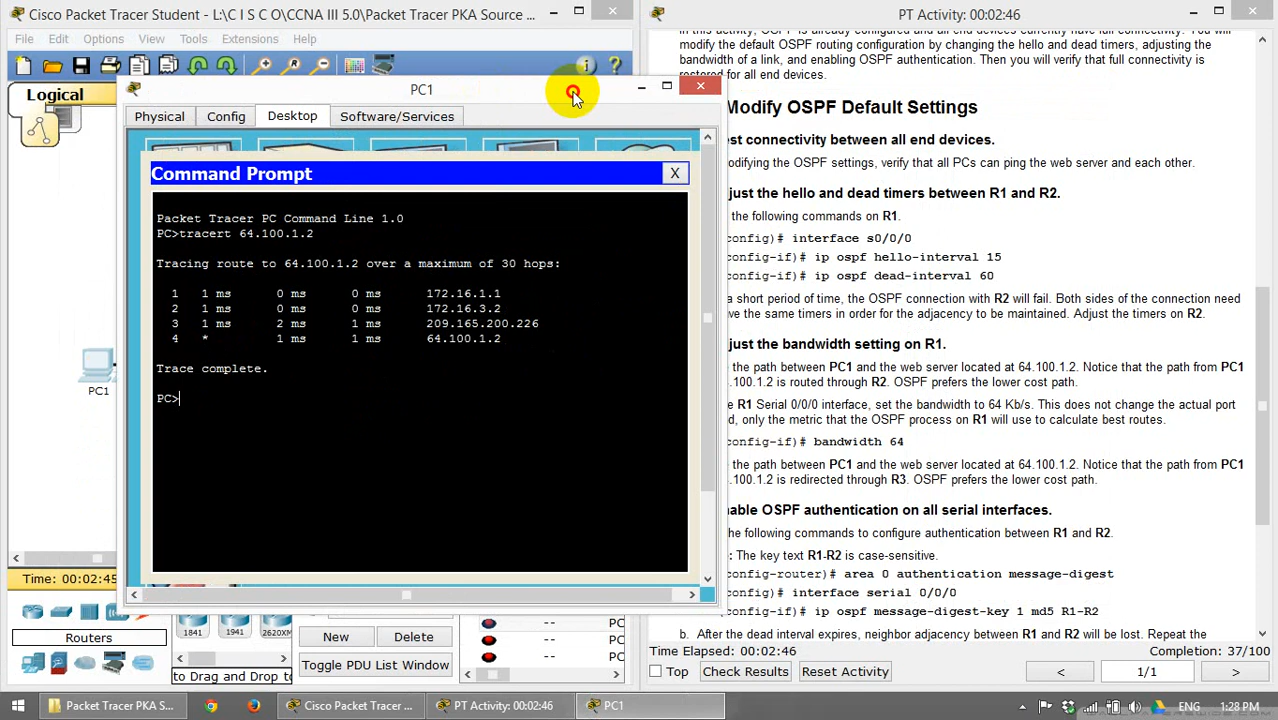 Cisco Packet Tracer Student - L:\C I S C O\CCNA III 5.0\Packet Tracer PKA Source ...
File Edit Options View Tools Extensions Help
Logical
PC1
Time: 00:02:45
Routers
1841 1941 2620XM
to Drag and Drop to
New Delete
Toggle PDU List Window
-- PC
-- PC
PC1
Physical Config Desktop Software/Services
Command Prompt X
Packet Tracer PC Command Line 1.0
PC>tracert 64.100.1.2
Tracing route to 64.100.1.2 over a maximum of 30 hops:
1 1 ms 0 ms 0 ms 172.16.1.1
2 1 ms 0 ms 0 ms 172.16.3.2
3 1 ms 2 ms 1 ms 209.165.200.226
4 * 1 ms 1 ms 64.100.1.2
Trace complete.
PC>
PT Activity: 00:02:46
modify the default OSPF routing configuration by changing the hello and dead timers, adjusting the
bandwidth of a link, and enabling OSPF authentication. Then you will verify that full connectivity is
restored for all end devices.
Modify OSPF Default Settings
est connectivity between all end devices.
odifying the OSPF settings, verify that all PCs can ping the web server and each other.
just the hello and dead timers between R1 and R2.
the following commands on R1.
config)# interface s0/0/0
config-if)# ip ospf hello-interval 15
config-if)# ip ospf dead-interval 60
a short period of time, the OSPF connection with R2 will fail. Both sides of the connection need
ve the same timers in order for the adjacency to be maintained. Adjust the timers on R2.
just the bandwidth setting on R1.
the path between PC1 and the web server located at 64.100.1.2. Notice that the path from PC1
.100.1.2 is routed through R2. OSPF prefers the lower cost path.
e R1 Serial 0/0/0 interface, set the bandwidth to 64 Kb/s. This does not change the actual port
d, only the metric that the OSPF process on R1 will use to calculate best routes.
config-if)# bandwidth 64
e the path between PC1 and the web server located at 64.100.1.2. Notice that the path from PC1
.100.1.2 is redirected through R3. OSPF prefers the lower cost path.
nable OSPF authentication on all serial interfaces.
the following commands to configure authentication between R1 and R2.
: The key text R1-R2 is case-sensitive.
config-router)# area 0 authentication message-digest
config-if)# interface serial 0/0/0
config-if)# ip ospf message-digest-key 1 md5 R1-R2
b. After the dead interval expires, neighbor adjacency between R1 and R2 will be lost. Repeat the
Time Elapsed: 00:02:46 Completion: 37/100
Top Check Results Reset Activity < 1/1 >
Packet Tracer PKA S... Cisco Packet Tracer ... PT Activity: 00:02:46 PC1 ENG 1:28 PM